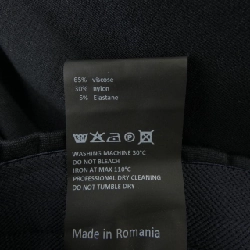 65% viscose
30% nylon
5% Elastane
WASHING MACHINE 30°C
DO NOT BLEACH
IRON AT MAX 110°C
PROFESSIONAL DRY CLEANING
DO NOT TUMBLE DRY
Made in Romania